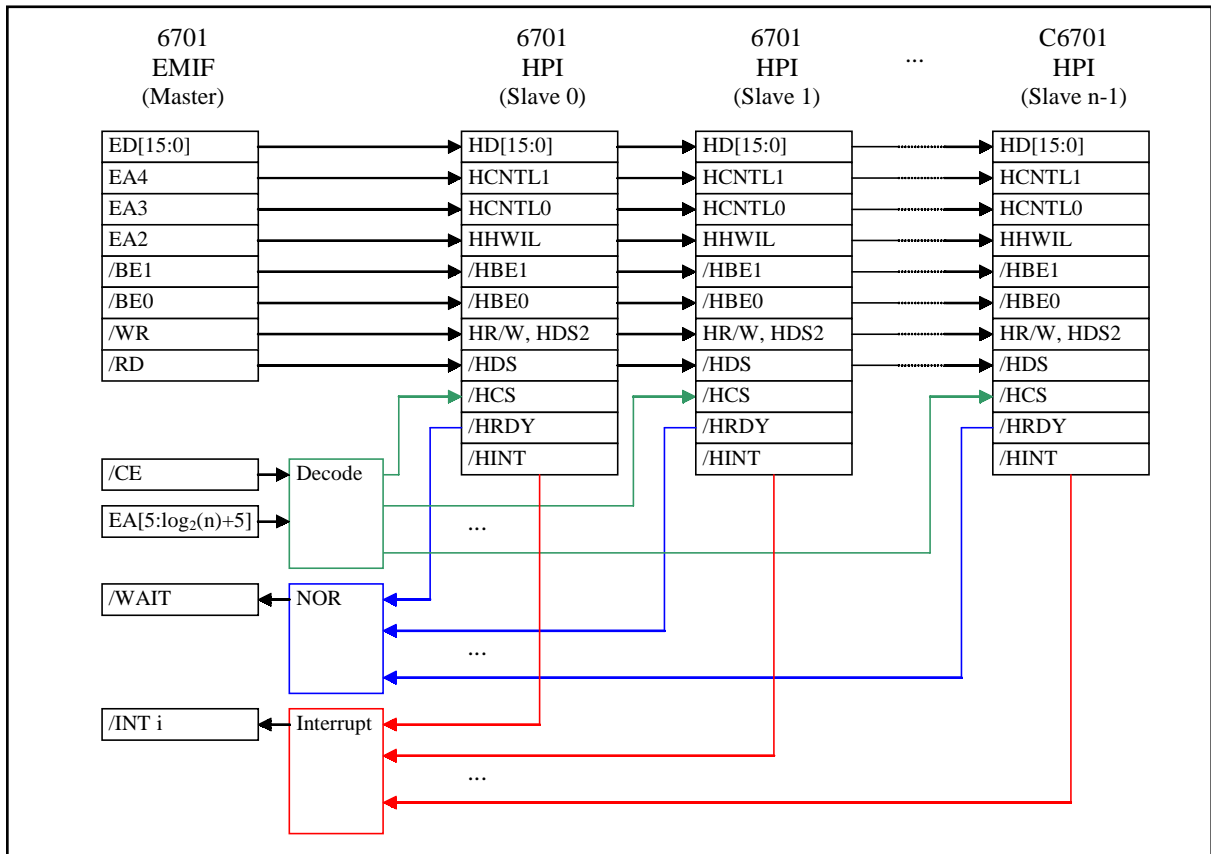 6701
EMIF
(Master)
6701
HPI
(Slave 0)
6701
HPI
(Slave 1)
...
C6701
HPI
(Slave n-1)
ED[15:0]
EA4
EA3
EA2
/BE1
/BE0
/WR
/RD
HD[15:0]
HCNTL1
HCNTL0
HHWIL
/HBE1
/HBE0
HR/W, HDS2
/HDS
/HCS
/HRDY
/HINT
HD[15:0]
HCNTL1
HCNTL0
HHWIL
/HBE1
/HBE0
HR/W, HDS2
/HDS
/HCS
/HRDY
/HINT
HD[15:0]
HCNTL1
HCNTL0
HHWIL
/HBE1
/HBE0
HR/W, HDS2
/HDS
/HCS
/HRDY
/HINT
/CE
EA[5:log₂(n)+5]
Decode
...
/WAIT
NOR
...
/INT i
Interrupt
...